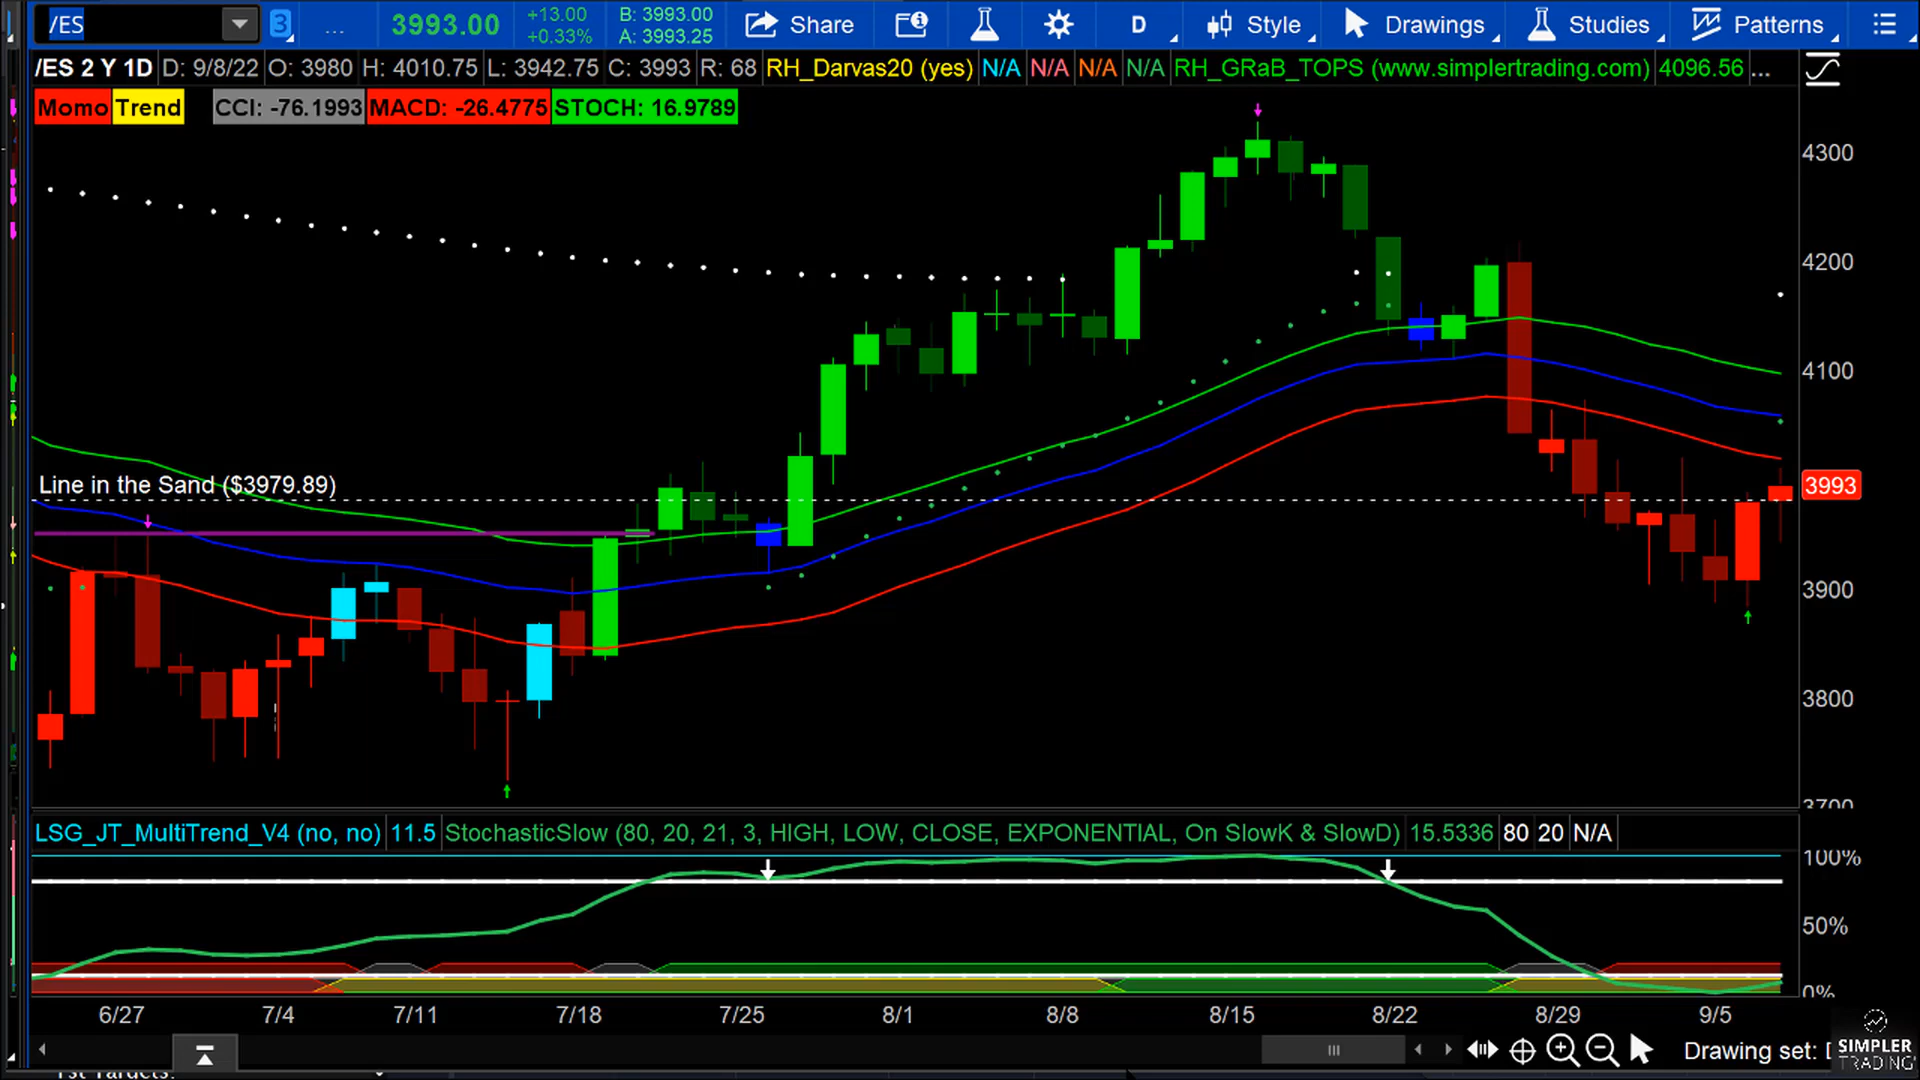 /ES 3 ... 3993.00 +13.00 B: 3993.00 Share D Style Drawings Studies Patterns
+0.33% A: 3993.25
/ES 2 Y 1D D: 9/8/22 O: 3980 H: 4010.75 L: 3942.75 C: 3993 R: 68 RH_Darvas20 (yes) N/A N/A N/A N/A RH_GRaB_TOPS (www.simplertrading.com) 4096.56 ...
Momo Trend CCI: -76.1993 MACD: -26.4775 STOCH: 16.9789
4300
4200
4100
Line in the Sand ($3979.89) 3993
3900
3800
3700
LSG_JT_MultiTrend_V4 (no, no) 11.5 StochasticSlow (80, 20, 21, 3, HIGH, LOW, CLOSE, EXPONENTIAL, On SlowK & SlowD) 15.5336 80 20 N/A
100%
50%
0%
6/27 7/4 7/11 7/18 7/25 8/1 8/8 8/15 8/22 8/29 9/5
Drawing set:
SIMPLER
TRADING
1st Targets: